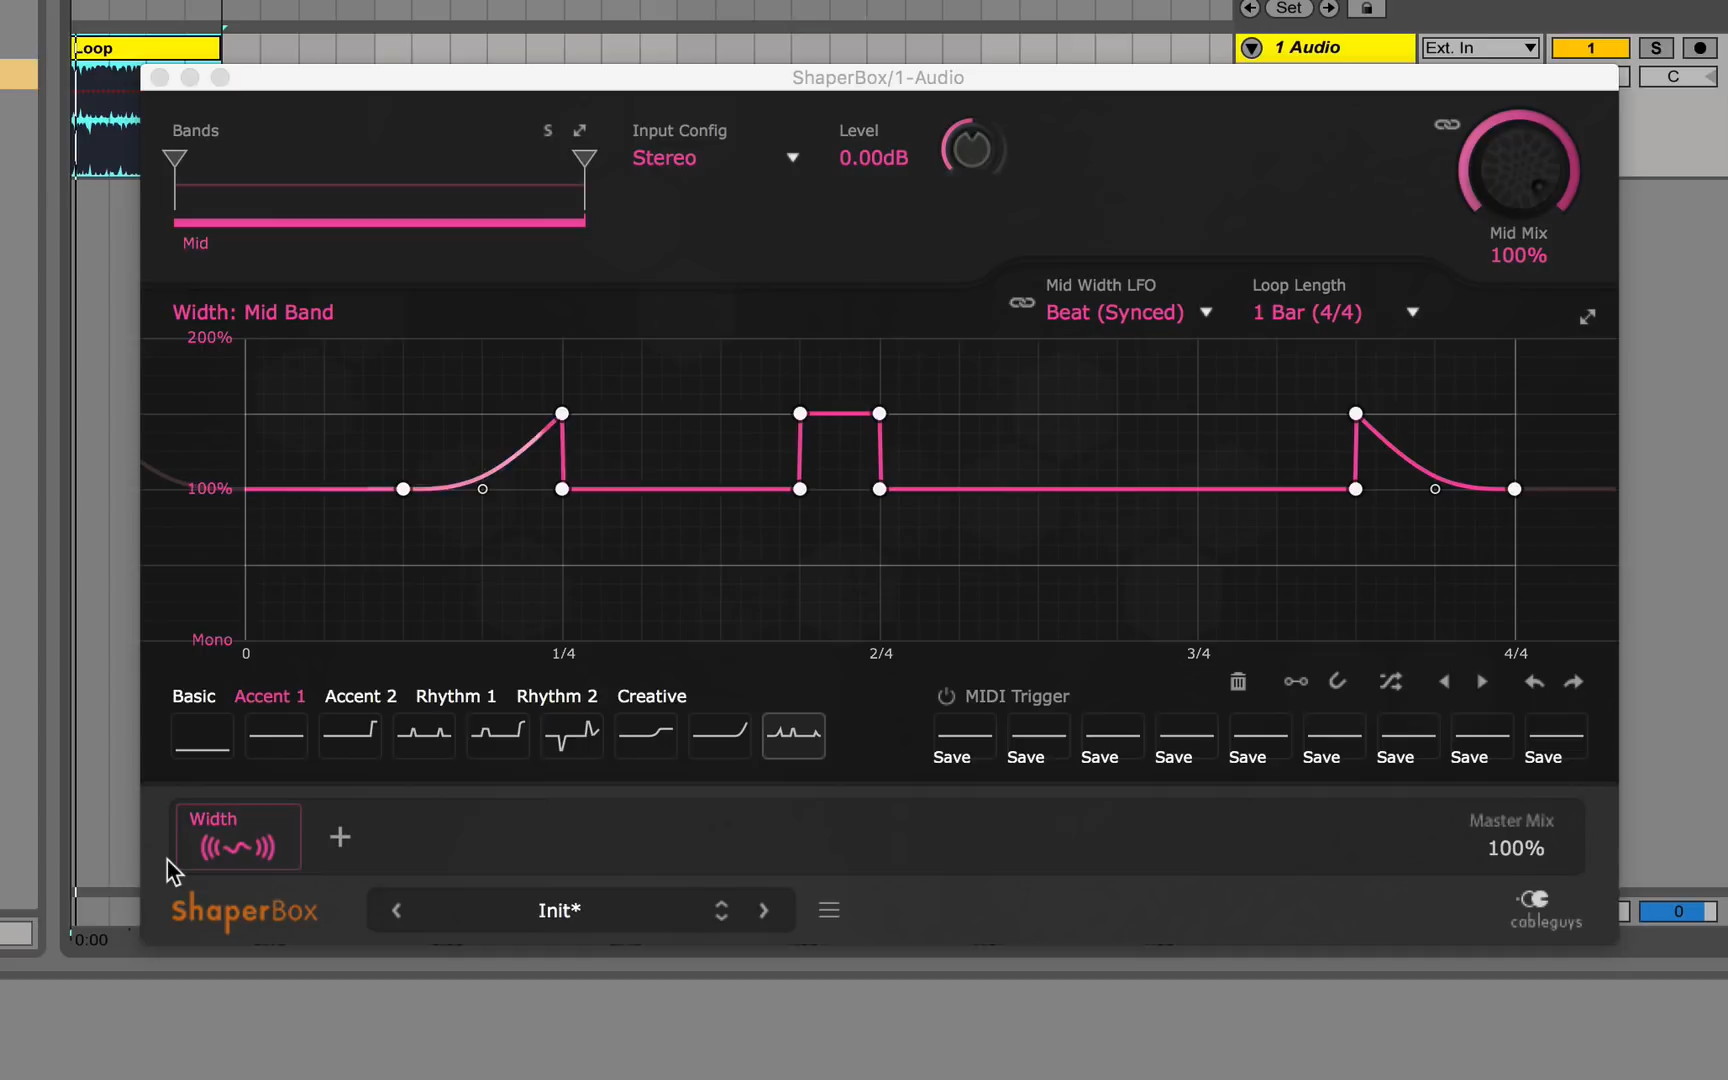 Set
Loop
1 Audio
Ext. In
1
S
C
ShaperBox/1-Audio
Bands
S
Input Config
Stereo
Level
0.00dB
Mid
Mid Mix
100%
Width: Mid Band
Mid Width LFO
Beat (Synced)
Loop Length
1 Bar (4/4)
200%
100%
Mono
0
1/4
2/4
3/4
4/4
Basic
Accent 1
Accent 2
Rhythm 1
Rhythm 2
Creative
MIDI Trigger
Save
Save
Save
Save
Save
Save
Save
Save
Save
Width
Master Mix
100%
ShaperBox
Init*
cableguys
0
0:00